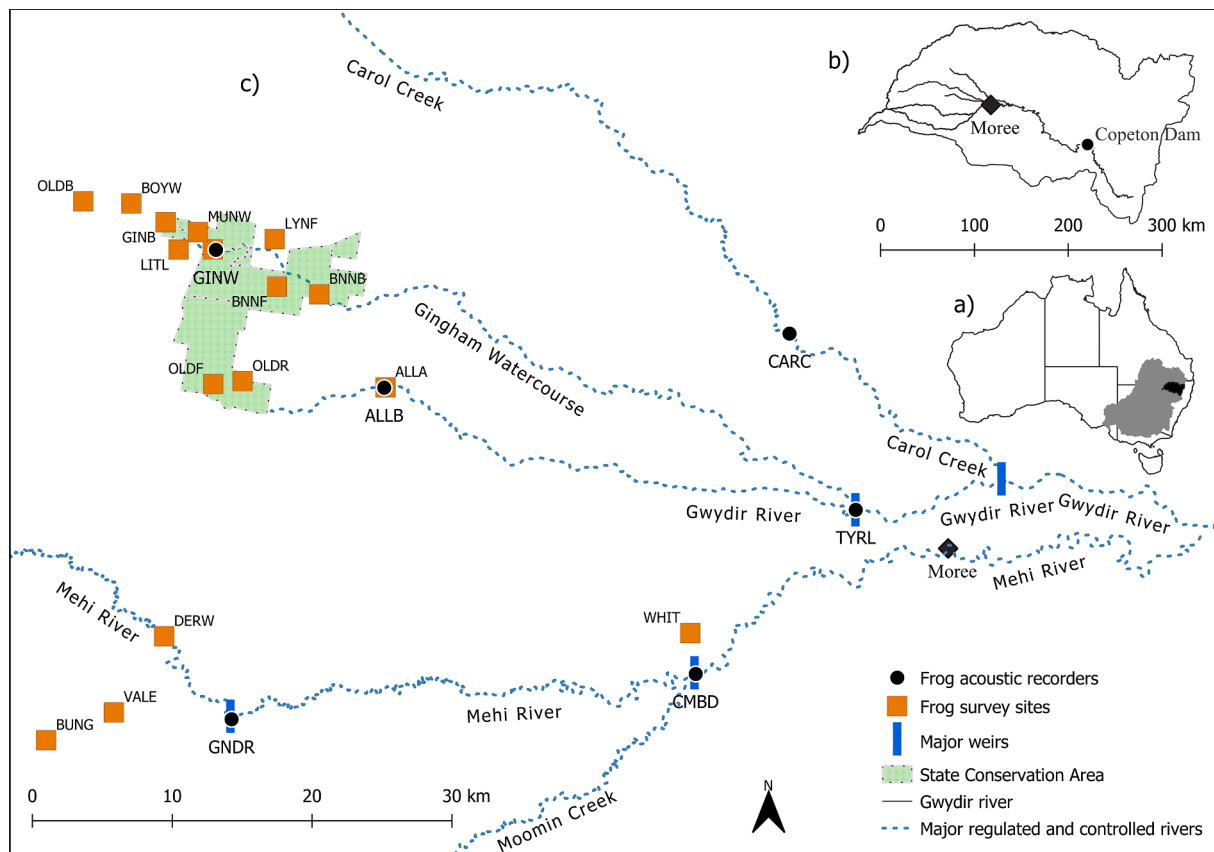 c)
Carol Creek
b)
Moree
Copeton Dam
0 100 200 300 km
a)
OLDB
BOYW
GINB
MUNW
LYNF
LITL
GINW
BNNF
BNNB
Gingham Watercourse
CARC
OLDF
OLDR
ALLA
ALLB
Carol Creek
Gwydir River
TYRL
Gwydir River
Gwydir River
Moree
Mehi River
Mehi River
DERW
WHIT
VALE
BUNG
GNDR
Mehi River
CMBD
Moomin Creek
0 10 20 30 km
N
Frog acoustic recorders
Frog survey sites
Major weirs
State Conservation Area
Gwydir river
Major regulated and controlled rivers